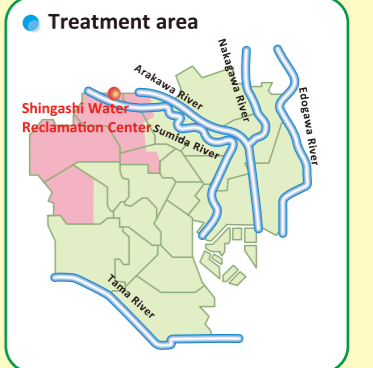 Treatment area
Arakawa River
Nakagawa River
Edogawa River
Shingashi Water
Reclamation Center
Sumida River
Tama River